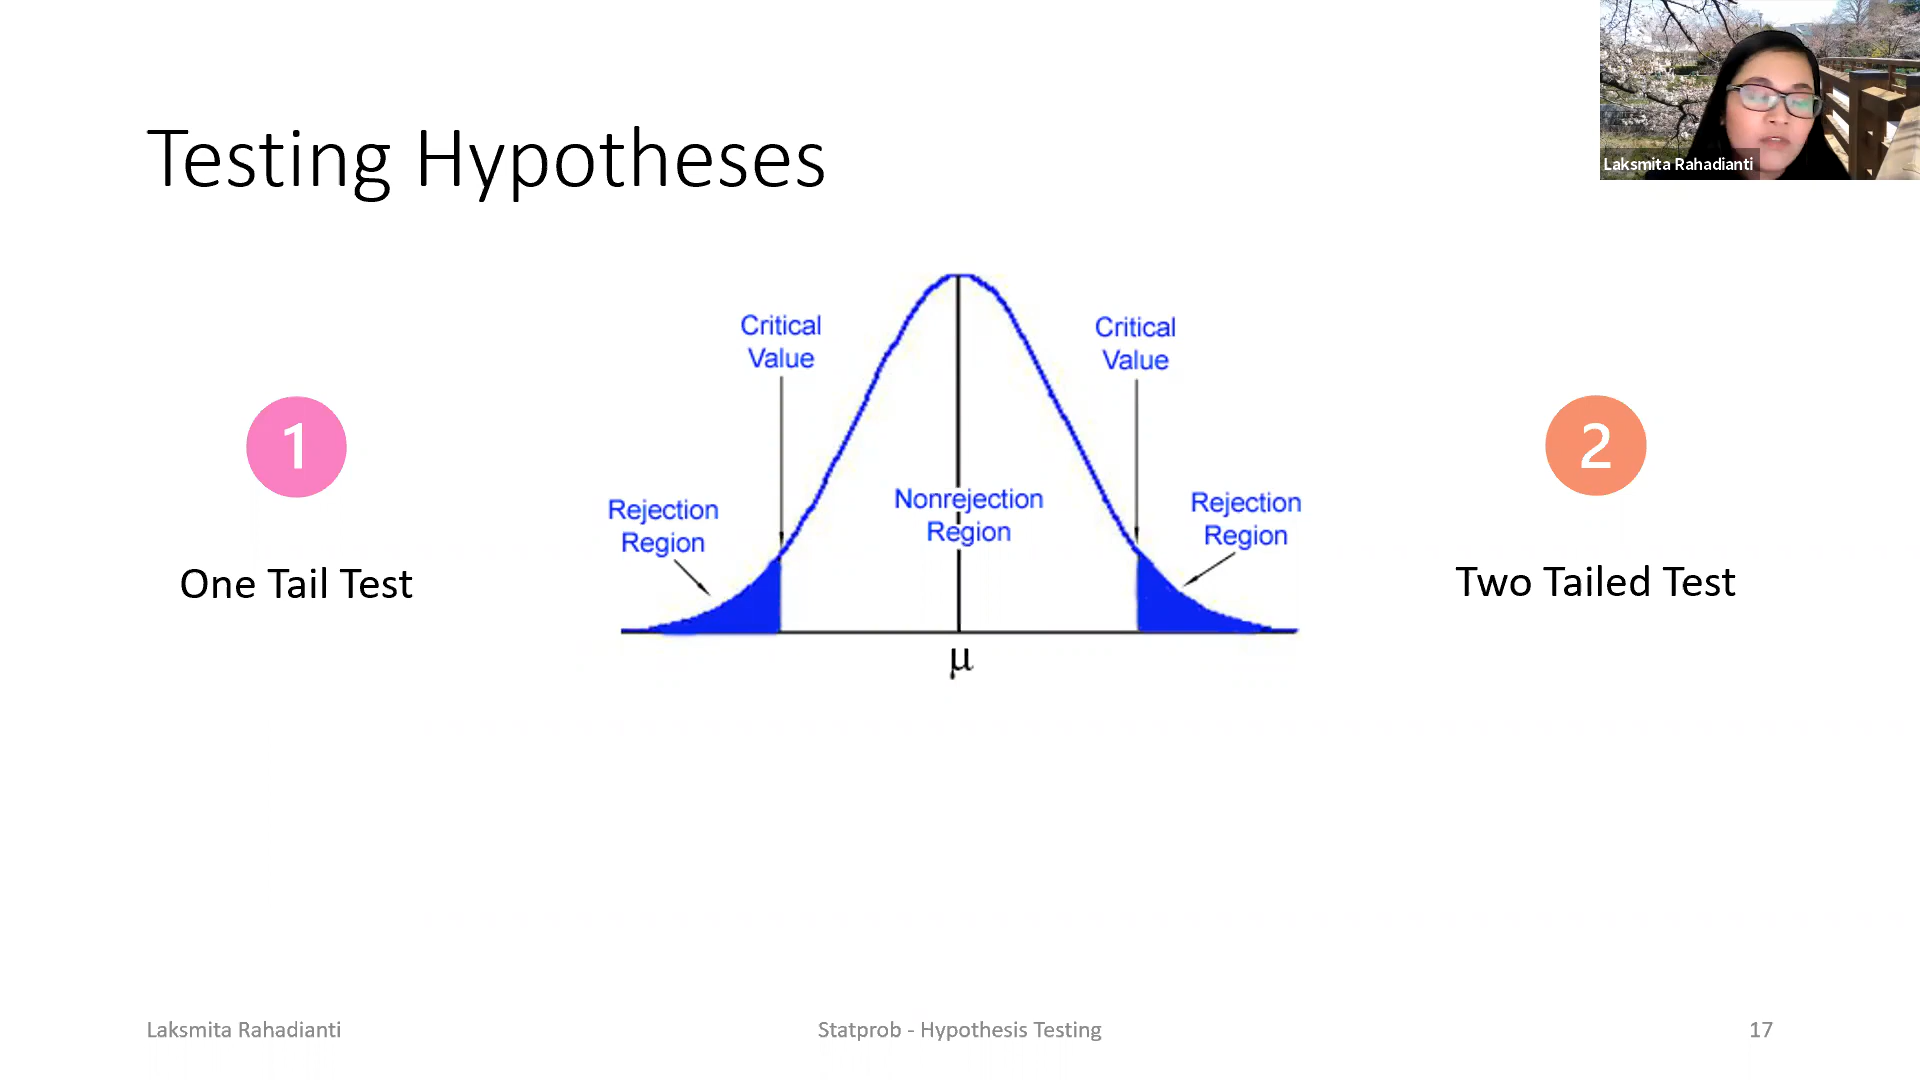 Laksmita Rahadianti
Testing Hypotheses
Critical
Value
Critical
Value
1
2
Rejection
Region
Nonrejection
Region
Rejection
Region
One Tail Test
Two Tailed Test
μ
Laksmita Rahadianti
Statprob - Hypothesis Testing
17